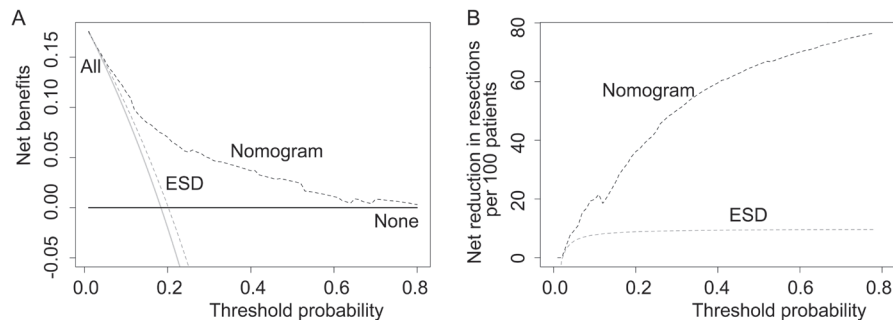 A
Net benefits
0.15
0.10
0.05
0.00
-0.05
All
Nomogram
ESD
None
0.0
0.2
0.4
0.6
0.8
Threshold probability
B
Net reduction in resections
per 100 patients
80
60
40
20
0
Nomogram
ESD
0.0
0.2
0.4
0.6
0.8
Threshold probability